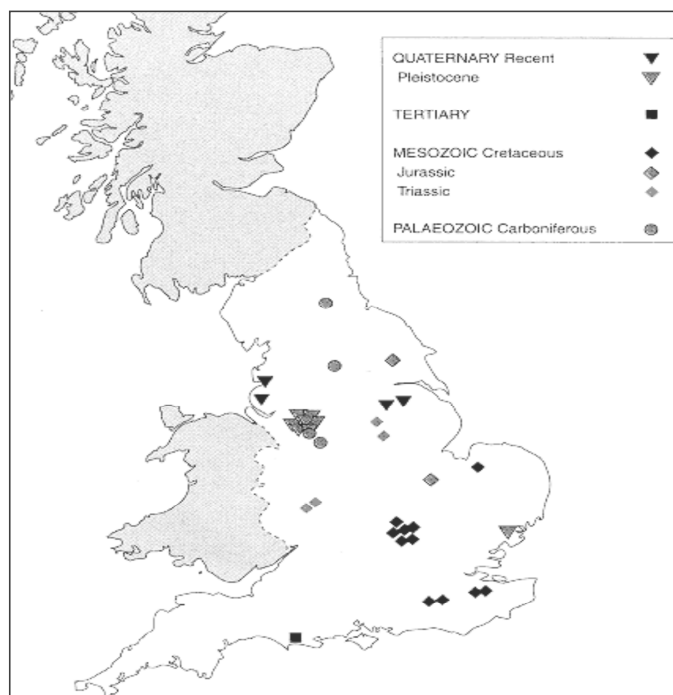 QUATERNARY Recent
Pleistocene
TERTIARY
MESOZOIC Cretaceous
Jurassic
Triassic
PALAEOZOIC Carboniferous